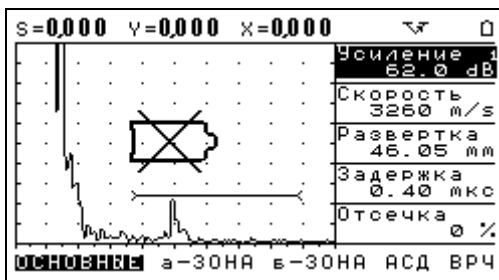 S=0,000 Y=0,000 X=0,000
Усиление 1
62.0 dB
Скорость
3260 m/s
Развертка
46.05 мм
Задержка
0.40 мкс
Отсечка
0 %
ОСНОВНЫЕ а-ЗОНА в-ЗОНА АСД ВРЧ